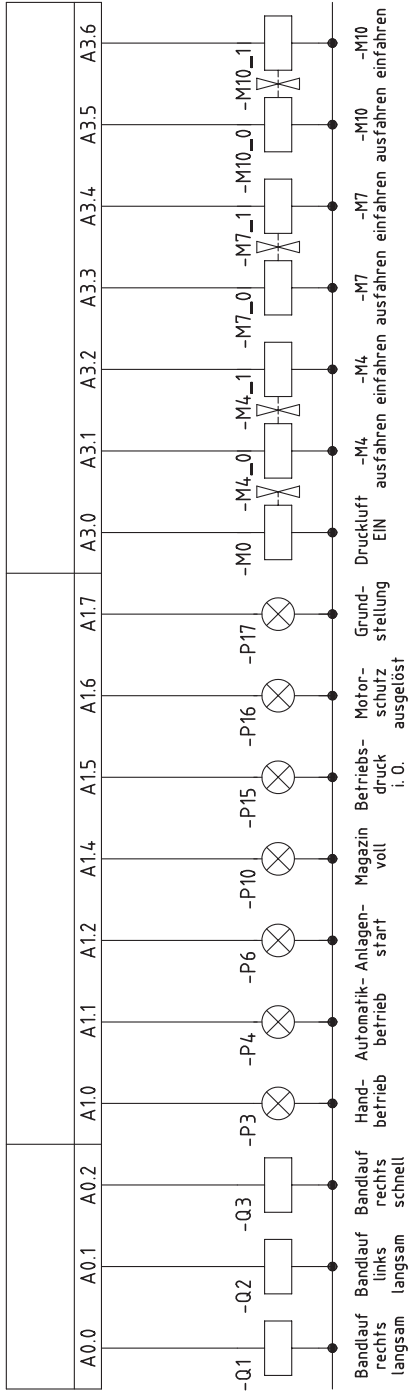 A0.0 A0.1 A0.2 A1.0 A1.1 A1.2 A1.4 A1.5 A1.6 A1.7 A3.0 A3.1 A3.2 A3.3 A3.4 A3.5 A3.6
-Q1 -Q2 -Q3 -P3 -P4 -P6 -P10 -P15 -P16 -P17 -M0 -M4_0 -M4_1 -M7_0 -M7_1 -M10_0 -M10_1
Bandlauf Bandlauf Bandlauf Hand- Automatik- Anlagen- Magazin Betriebs- Motor- Grund- Druckluft -M4 -M4 -M7 -M7 -M10 -M10
rechts links rechts betrieb betrieb start voll druck schutz stellung EIN ausfahren einfahren ausfahren einfahren ausfahren einfahren
langsam langsam schnell i. O. ausgelöst